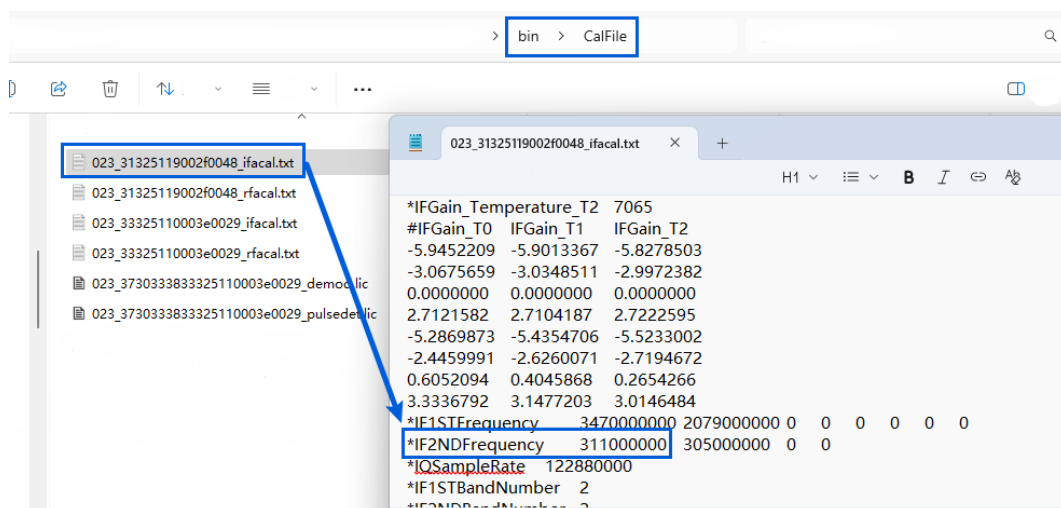 > bin > CalFile
023_31325119002f0048_ifacal.txt
023_31325119002f0048_rfacal.txt
023_33325110003e0029_ifacal.txt
023_33325110003e0029_rfacal.txt
023_3730333833325110003e0029_demod.lic
023_3730333833325110003e0029_pulsedet.lic
023_31325119002f0048_ifacal.txt × +
H1 B I
*IFGain_Temperature_T2 7065
#IFGain_T0 IFGain_T1 IFGain_T2
-5.9452209 -5.9013367 -5.8278503
-3.0675659 -3.0348511 -2.9972382
0.0000000 0.0000000 0.0000000
2.7121582 2.7104187 2.7222595
-5.2869873 -5.4354706 -5.5233002
-2.4459991 -2.6260071 -2.7194672
0.6052094 0.4045868 0.2654266
3.3336792 3.1477203 3.0146484
*IF1STFrequency 3470000000 2079000000 0 0 0 0 0 0
*IF2NDFrequency 311000000 305000000 0 0
*IQSampleRate 122880000
*IF1STBandNumber 2
*IF2NDBandNumber 2